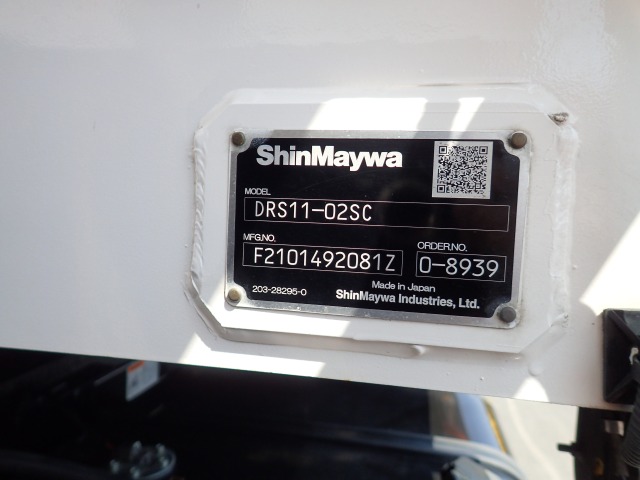 ShinMaywa
MODEL
DRS11-02SC
MFG.NO.
ORDER.NO.
F2101492081Z
0-8939
Made in Japan
203-28295-0
ShinMaywa Industries, Ltd.